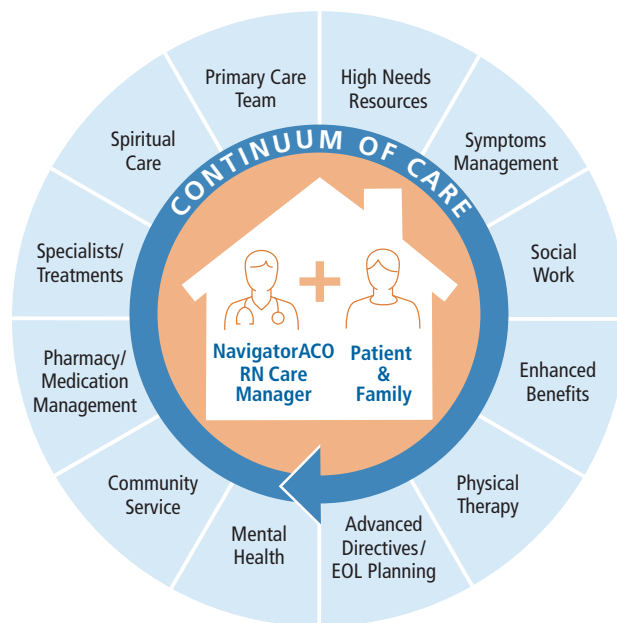 Primary Care
Team
High Needs
Resources
Symptoms
Management
Social
Work
Enhanced
Benefits
Physical
Therapy
Advanced
Directives/
EOL Planning
Mental
Health
Community
Service
Pharmacy/
Medication
Management
Specialists/
Treatments
Spiritual
Care
CONTINUUM OF CARE
NavigatorACO
RN Care
Manager
Patient
&
Family